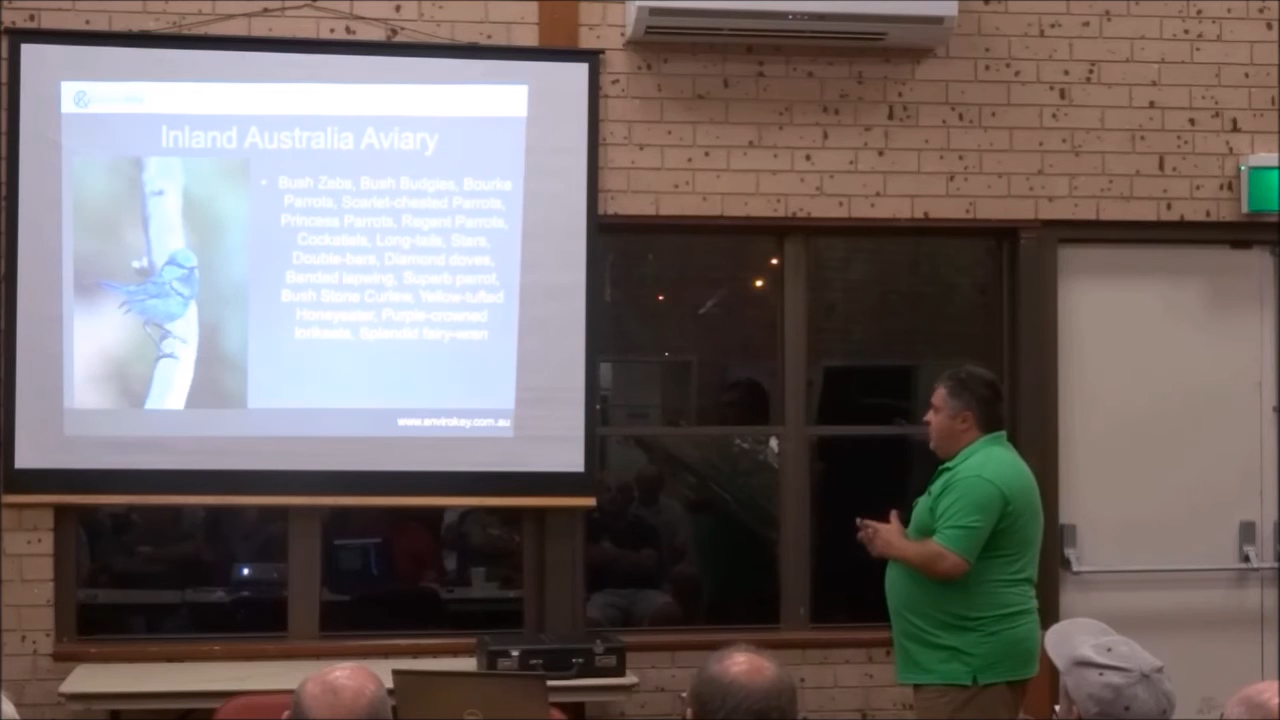 Inland Australia Aviary
• Bush Zebs, Bush Budgies, Bourke
Parrots, Scarlet-chested Parrots,
Princess Parrots, Regent Parrots,
Cockatiels, Long-tails, Stars,
Double-bars, Diamond doves,
Banded lapwing, Superb parrot,
Bush Stone Curlew, Yellow-tufted
Honeyeater, Purple-crowned
lorikeets, Splendid fairy-wren
www.envirokey.com.au